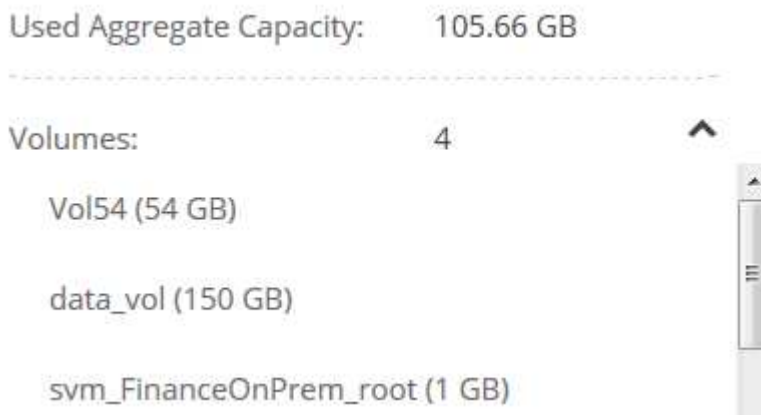 Used Aggregate Capacity: 105.66 GB
Volumes: 4
Vol54 (54 GB)
data_vol (150 GB)
svm_FinanceOnPrem_root (1 GB)